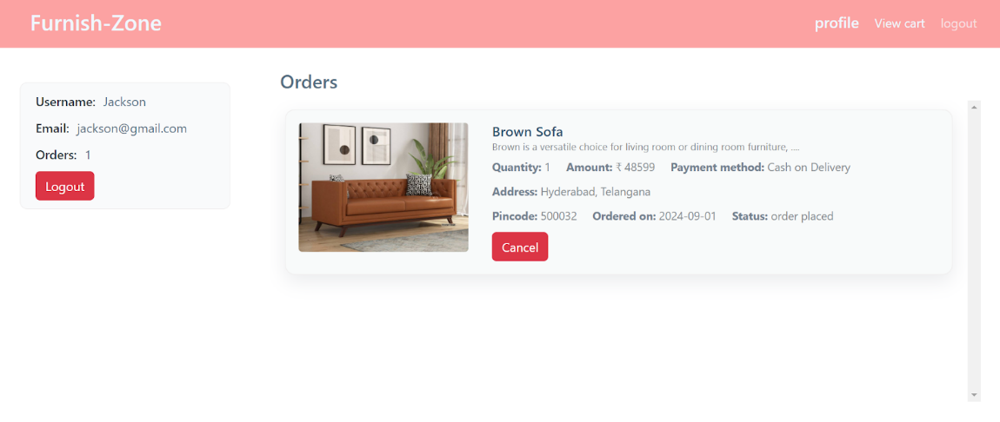 Furnish-Zone
profile View cart logout
Username: Jackson
Email: jackson@gmail.com
Orders: 1
Logout
Orders
Brown Sofa
Brown is a versatile choice for living room or dining room furniture, ....
Quantity: 1 Amount: ₹ 48599 Payment method: Cash on Delivery
Address: Hyderabad, Telangana
Pincode: 500032 Ordered on: 2024-09-01 Status: order placed
Cancel